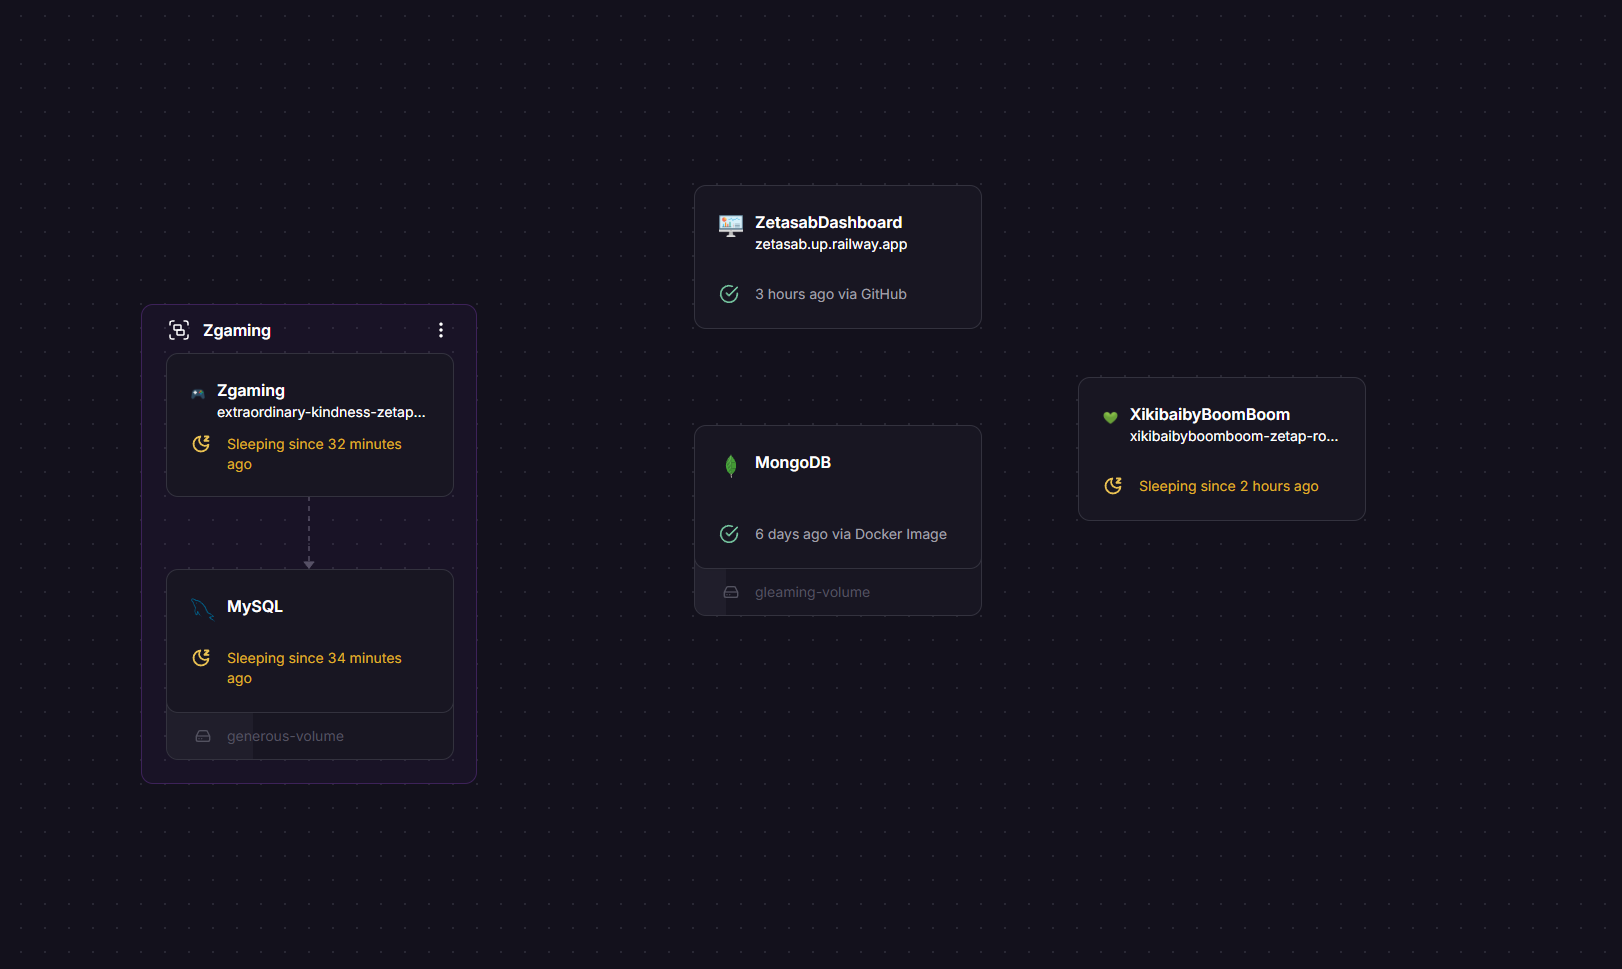 Zgaming
Zgaming
extraordinary-kindness-zetap...
Sleeping since 32 minutes
ago
MySQL
Sleeping since 34 minutes
ago
generous-volume
ZetasabDashboard
zetasab.up.railway.app
3 hours ago via GitHub
MongoDB
6 days ago via Docker Image
gleaming-volume
XikibaibyBoomBoom
xikibaibyboomboom-zetap-ro...
Sleeping since 2 hours ago